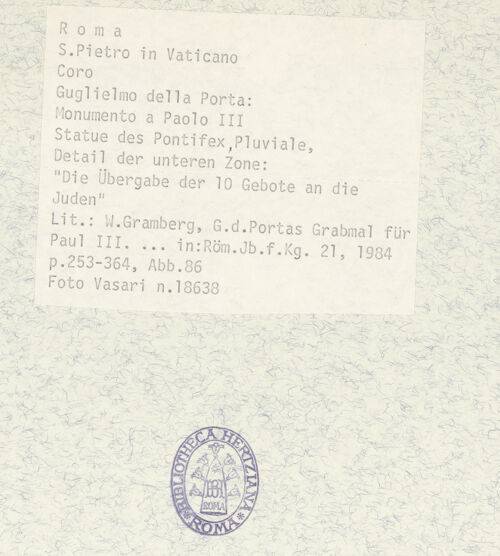 R o m a
S.Pietro in Vaticano
Coro
Guglielmo della Porta:
Monumento a Paolo III
Statue des Pontifex,Pluviale,
Detail der unteren Zone:
"Die Übergabe der 10 Gebote an die
Juden"
Lit.: W.Gramberg, G.d.Portas Grabmal für
Paul III. ... in:Röm.Jb.f.Kg. 21, 1984
p.253-364, Abb.86
Foto Vasari n.18638
BIBLIOTHECA HERTZIANA
ROMA
*ROMA*